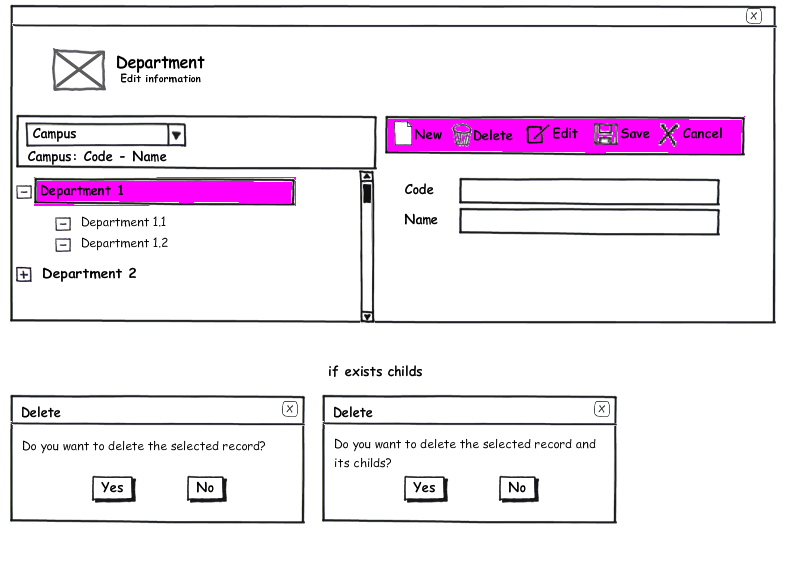 X
Department
Edit information
Campus
Campus: Code - Name
New Delete Edit Save Cancel
Department 1
Department 1.1
Department 1.2
Department 2
Code
Name
if exists childs
Delete X
Do you want to delete the selected record?
Yes No
Delete X
Do you want to delete the selected record and
its childs?
Yes No